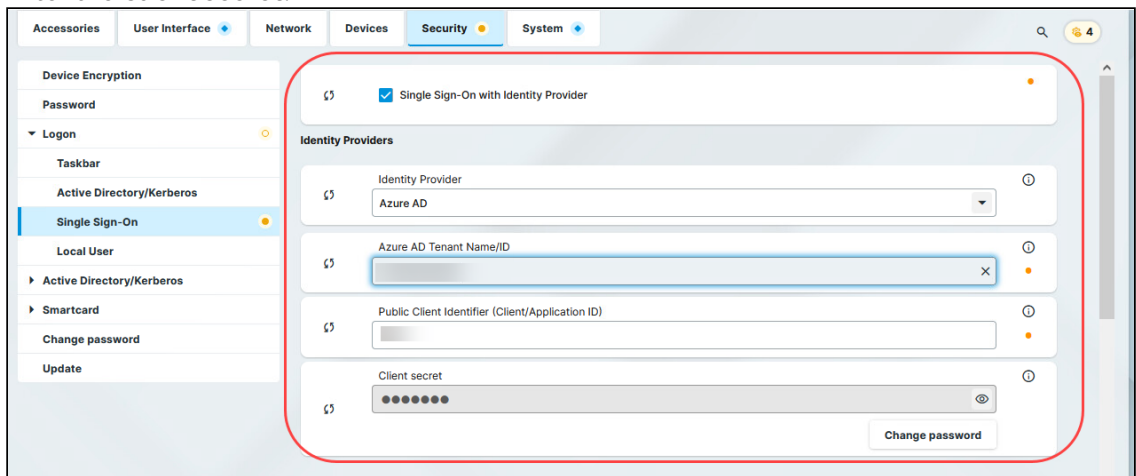 Accessories User Interface Network Devices Security System 4
Device Encryption
Password
Logon
Taskbar
Active Directory/Kerberos
Single Sign-On
Local User
Active Directory/Kerberos
Smartcard
Change password
Update
Single Sign-On with Identity Provider
Identity Providers
Identity Provider
Azure AD
Azure AD Tenant Name/ID
Public Client Identifier (Client/Application ID)
Client secret
Change password